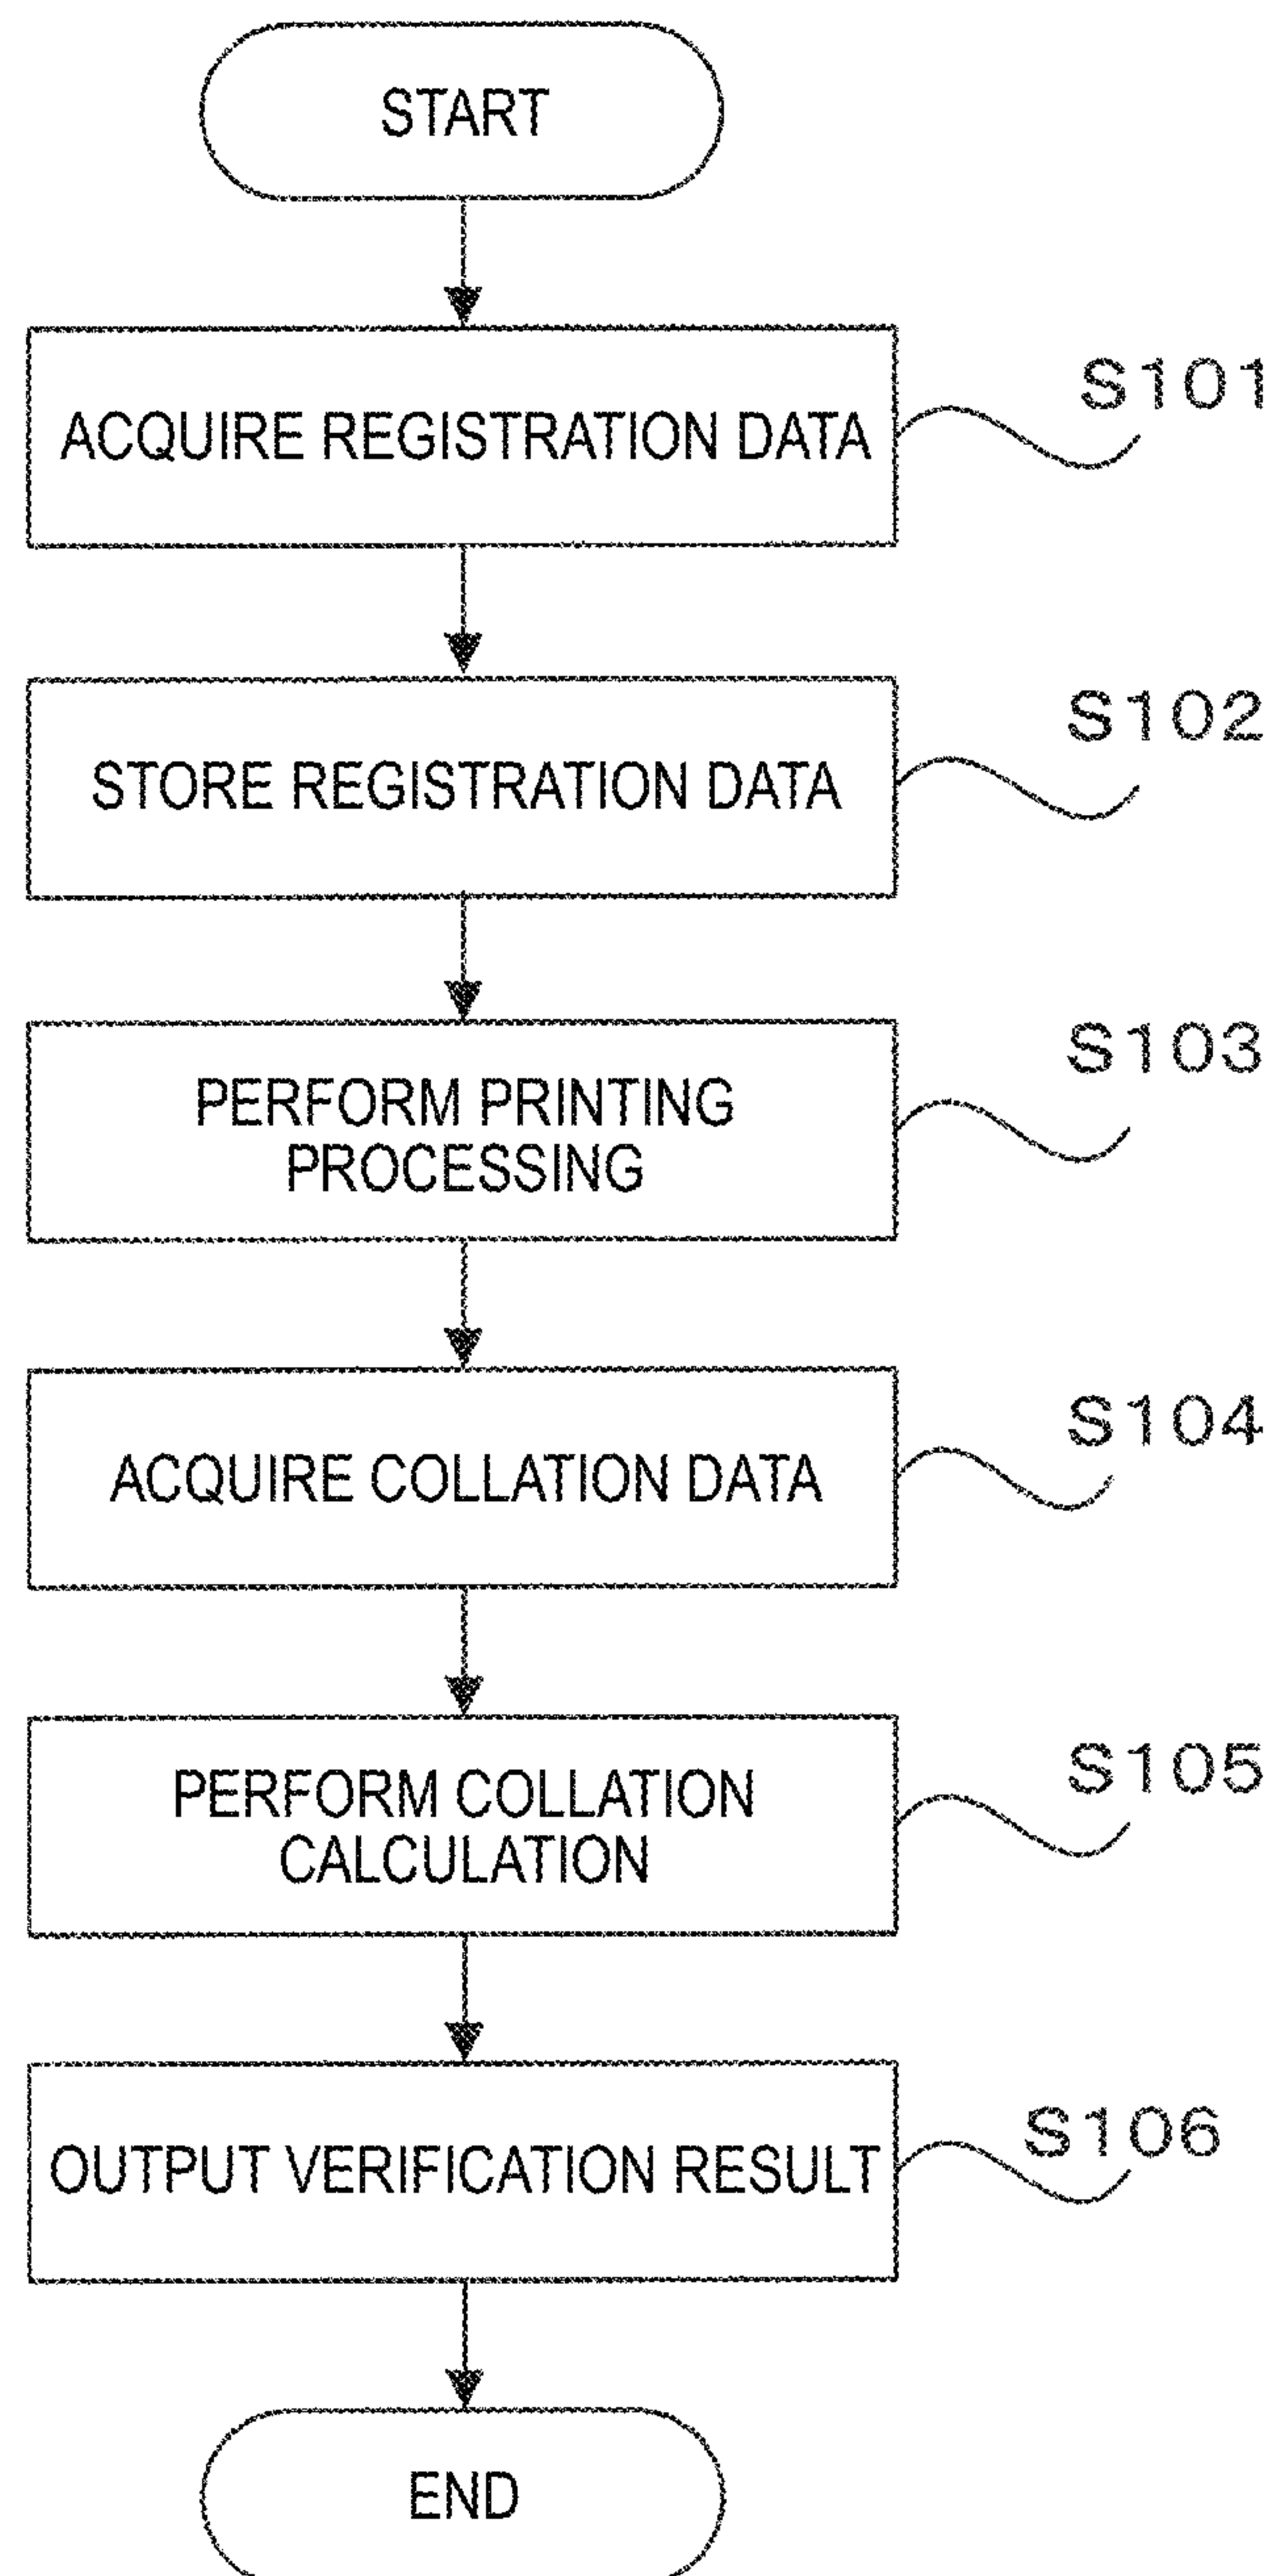 START
ACQUIRE REGISTRATION DATA
S101
STORE REGISTRATION DATA
S102
PERFORM PRINTING
PROCESSING
S103
ACQUIRE COLLATION DATA
S104
PERFORM COLLATION
CALCULATION
S105
OUTPUT VERIFICATION RESULT
S106
END